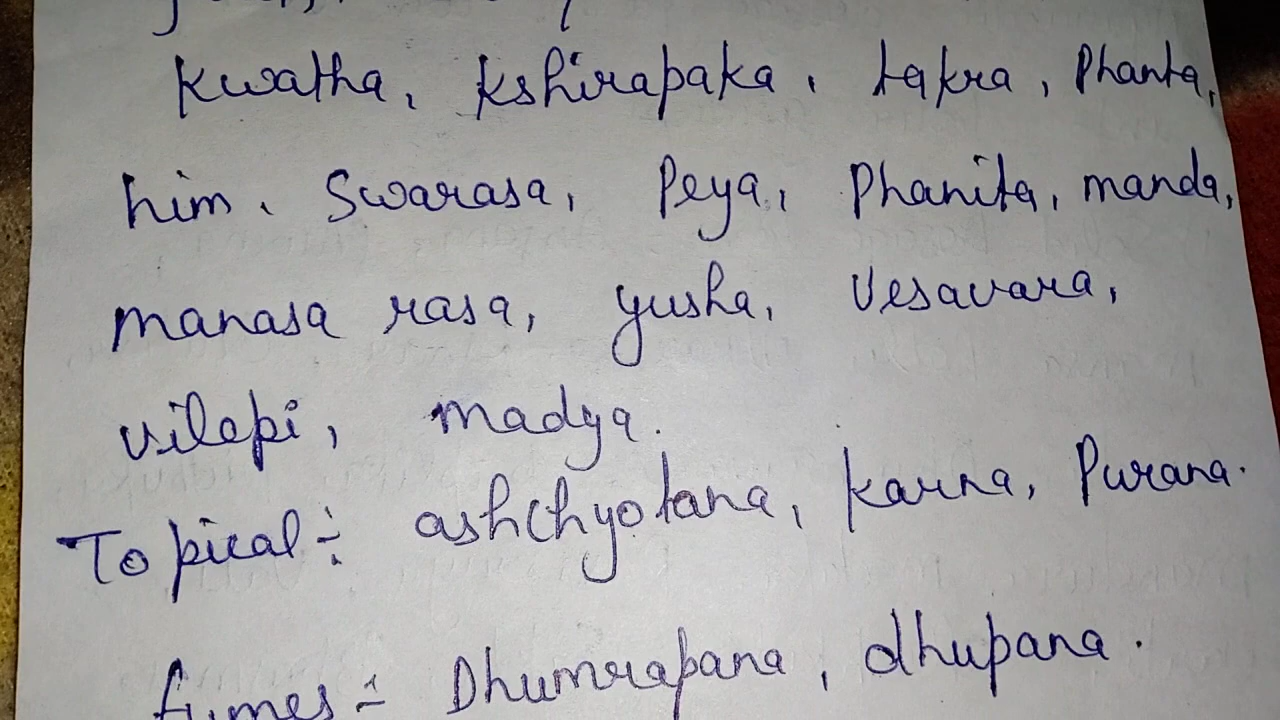 Kwatha, Kshirapaka, takra, Phanta,
him, Swarasa, Peya, Phanita, manda,
manasa rasa, yusha, Vesavara,
vilepi, madya.
Topical :- ashchyotana, karna, Purana.
fumes :- Dhumrapana, dhupana.